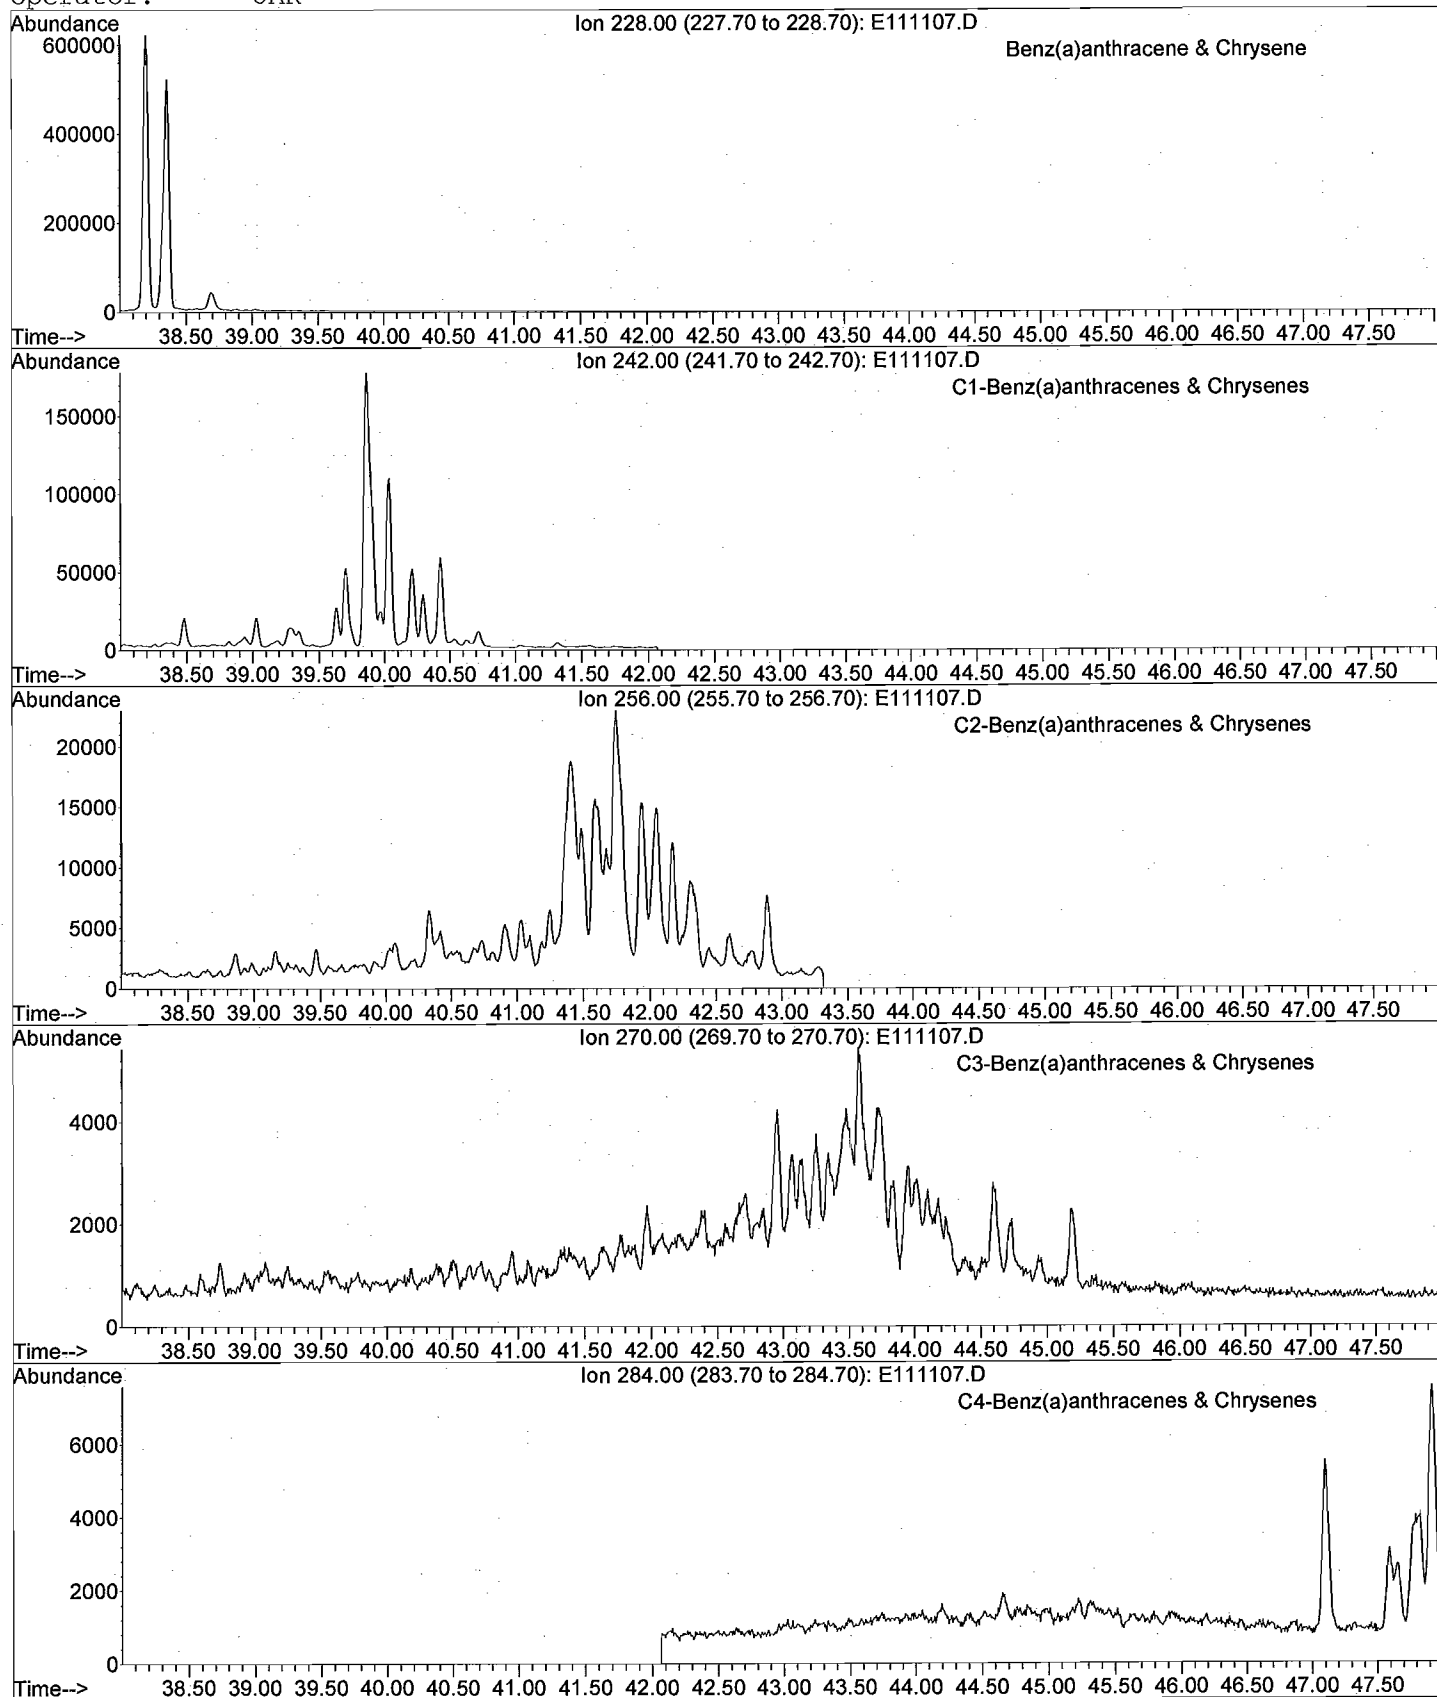 Abundance
Ion 228.00 (227.70 to 228.70): E111107.D
Benz(a)anthracene & Chrysene
600000
400000
200000
0
Time--> 38.50 39.00 39.50 40.00 40.50 41.00 41.50 42.00 42.50 43.00 43.50 44.00 44.50 45.00 45.50 46.00 46.50 47.00 47.50
Abundance
Ion 242.00 (241.70 to 242.70): E111107.D
C1-Benz(a)anthracenes & Chrysenes
150000
100000
50000
0
Time--> 38.50 39.00 39.50 40.00 40.50 41.00 41.50 42.00 42.50 43.00 43.50 44.00 44.50 45.00 45.50 46.00 46.50 47.00 47.50
Abundance
Ion 256.00 (255.70 to 256.70): E111107.D
C2-Benz(a)anthracenes & Chrysenes
20000
15000
10000
5000
0
Time--> 38.50 39.00 39.50 40.00 40.50 41.00 41.50 42.00 42.50 43.00 43.50 44.00 44.50 45.00 45.50 46.00 46.50 47.00 47.50
Abundance
Ion 270.00 (269.70 to 270.70): E111107.D
C3-Benz(a)anthracenes & Chrysenes
4000
2000
0
Time--> 38.50 39.00 39.50 40.00 40.50 41.00 41.50 42.00 42.50 43.00 43.50 44.00 44.50 45.00 45.50 46.00 46.50 47.00 47.50
Abundance
Ion 284.00 (283.70 to 284.70): E111107.D
C4-Benz(a)anthracenes & Chrysenes
6000
4000
2000
0
Time--> 38.50 39.00 39.50 40.00 40.50 41.00 41.50 42.00 42.50 43.00 43.50 44.00 44.50 45.00 45.50 46.00 46.50 47.00 47.50